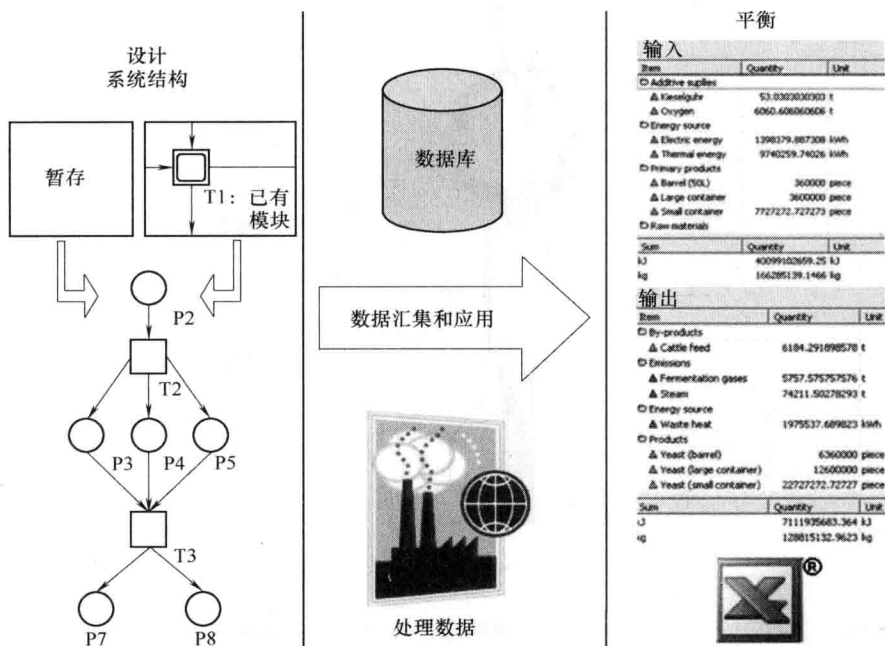 设计
系统结构
暂存
T1：已有
模块
P2
T2
P3
P4
P5
T3
P7
P8
数据库
数据汇集和应用
处理数据
平衡
输入
Item Quantity Unit
Additive suplies
Kieselguhr 53.0303030303 t
Oxygen 6060.606060606 t
Energy source
Electric energy 1398379.887308 kWh
Thermal energy 9740259.74026 kWh
Primary products
Barrel (50L) 360000 piece
Large container 3600000 piece
Small container 7727272.727273 piece
Raw materials
Sum Quantity Unit
kJ 40099102659.25 kJ
kg 166285139.1466 kg
输出
Item Quantity Unit
By-products
Cattle feed 6184.291898578 t
Emissions
Fermentation gases 5757.575757576 t
Steam 74211.50278293 t
Energy source
Waste heat 1975537.689823 kWh
Products
Yeast (barrel) 6360000 piece
Yeast (large container) 12600000 piece
Yeast (small container) 22727272.72727 piece
Sum Quantity Unit
kJ 7111935683.364 kJ
kg 128815132.9623 kg
X
®